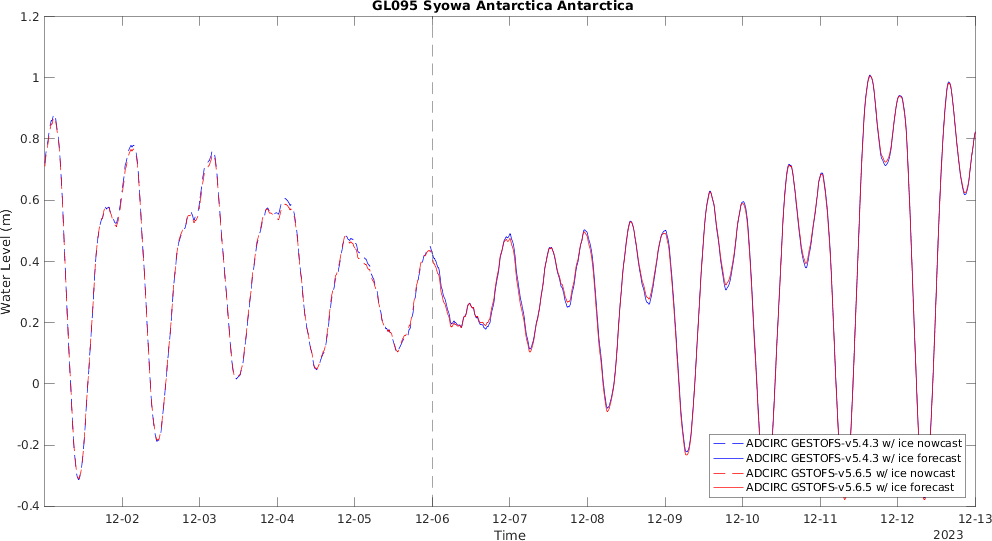 GL095 Syowa Antarctica Antarctica
1.2
1
0.8
0.6
0.4
0.2
0
-0.2
-0.4
Water Level (m)
ADCIRC GESTOFS-v5.4.3 w/ ice nowcast
ADCIRC GESTOFS-v5.4.3 w/ ice forecast
ADCIRC GSTOFS-v5.6.5 w/ ice nowcast
ADCIRC GSTOFS-v5.6.5 w/ ice forecast
12-02 12-03 12-04 12-05 12-06 12-07 12-08 12-09 12-10 12-11 12-12 12-13
Time
2023